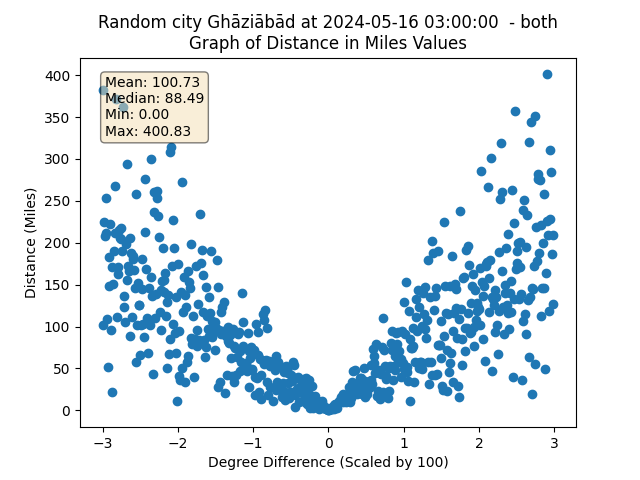 Random city Ghāziābād at 2024-05-16 03:00:00  - both
Graph of Distance in Miles Values
Mean: 100.73
Median: 88.49
Min: 0.00
Max: 400.83
Distance (Miles)
400
350
300
250
200
150
100
50
0
−3
−2
−1
0
1
2
3
Degree Difference (Scaled by 100)